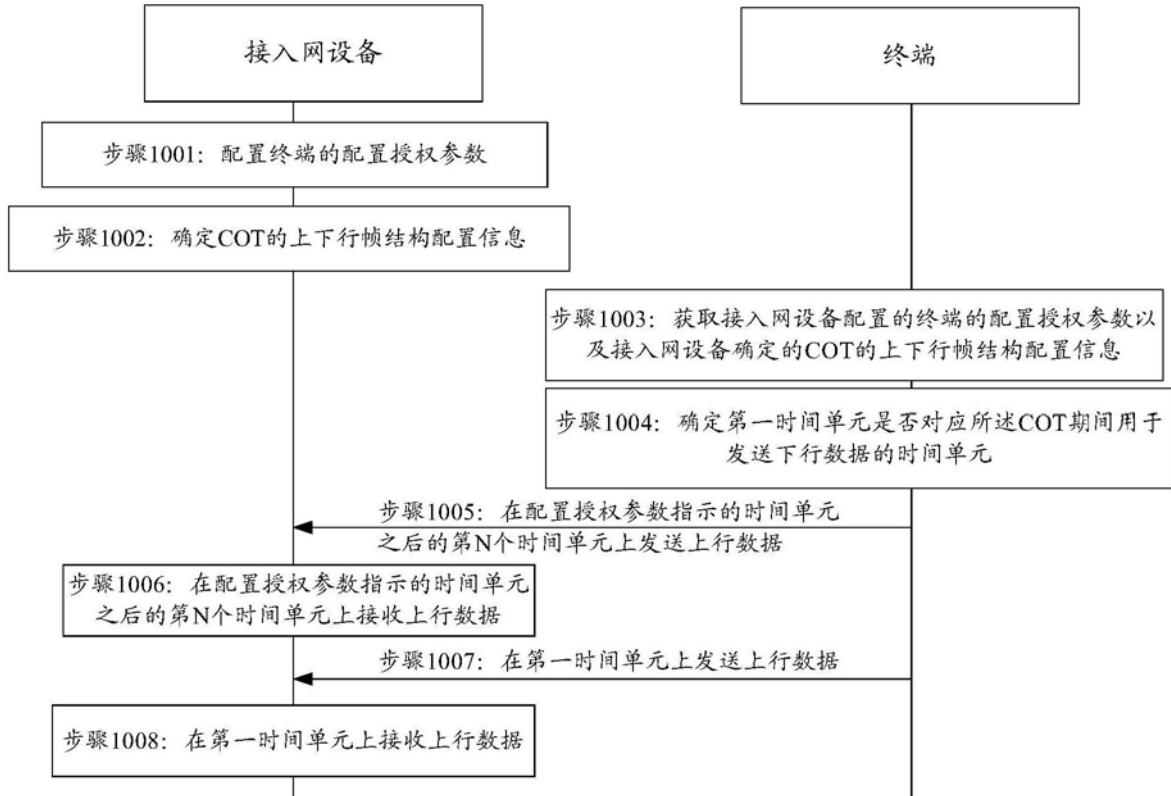 接入网设备
终端
步骤1001：配置终端的配置授权参数
步骤1002：确定COT的上下行帧结构配置信息
步骤1003：获取接入网设备配置的终端的配置授权参数以
及接入网设备确定的COT的上下行帧结构配置信息
步骤1004：确定第一时间单元是否对应所述COT期间用于
发送下行数据的时间单元
步骤1005：在配置授权参数指示的时间单元
之后的第N个时间单元上发送上行数据
步骤1006：在配置授权参数指示的时间单元
之后的第N个时间单元上接收上行数据
步骤1007：在第一时间单元上发送上行数据
步骤1008：在第一时间单元上接收上行数据